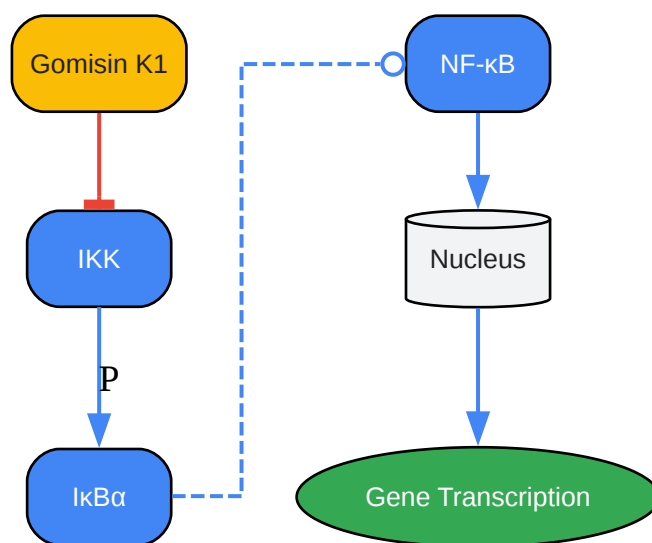 Gomisin K1
NF-κB
IKK
Nucleus
P
IκBα
Gene Transcription